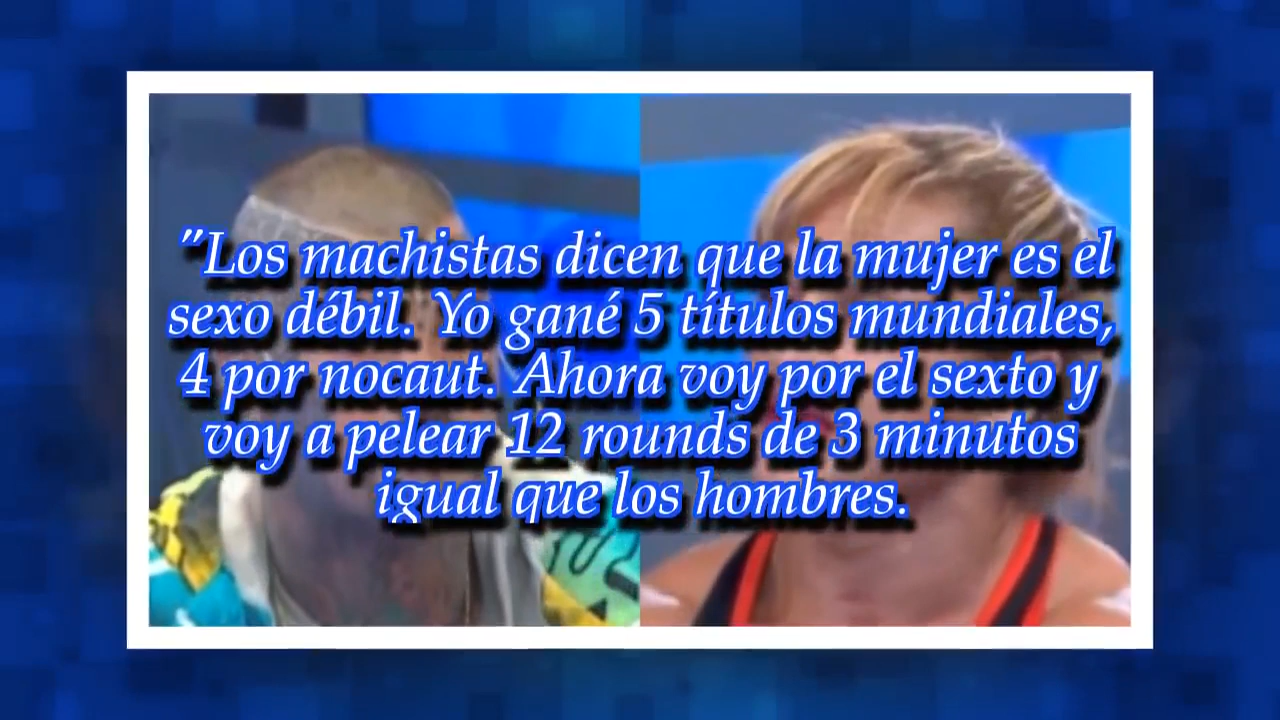 "Los machistas dicen que la mujer es el
sexo débil. Yo gané 5 títulos mundiales,
4 por nocaut. Ahora voy por el sexto y
voy a pelear 12 rounds de 3 minutos
igual que los hombres.